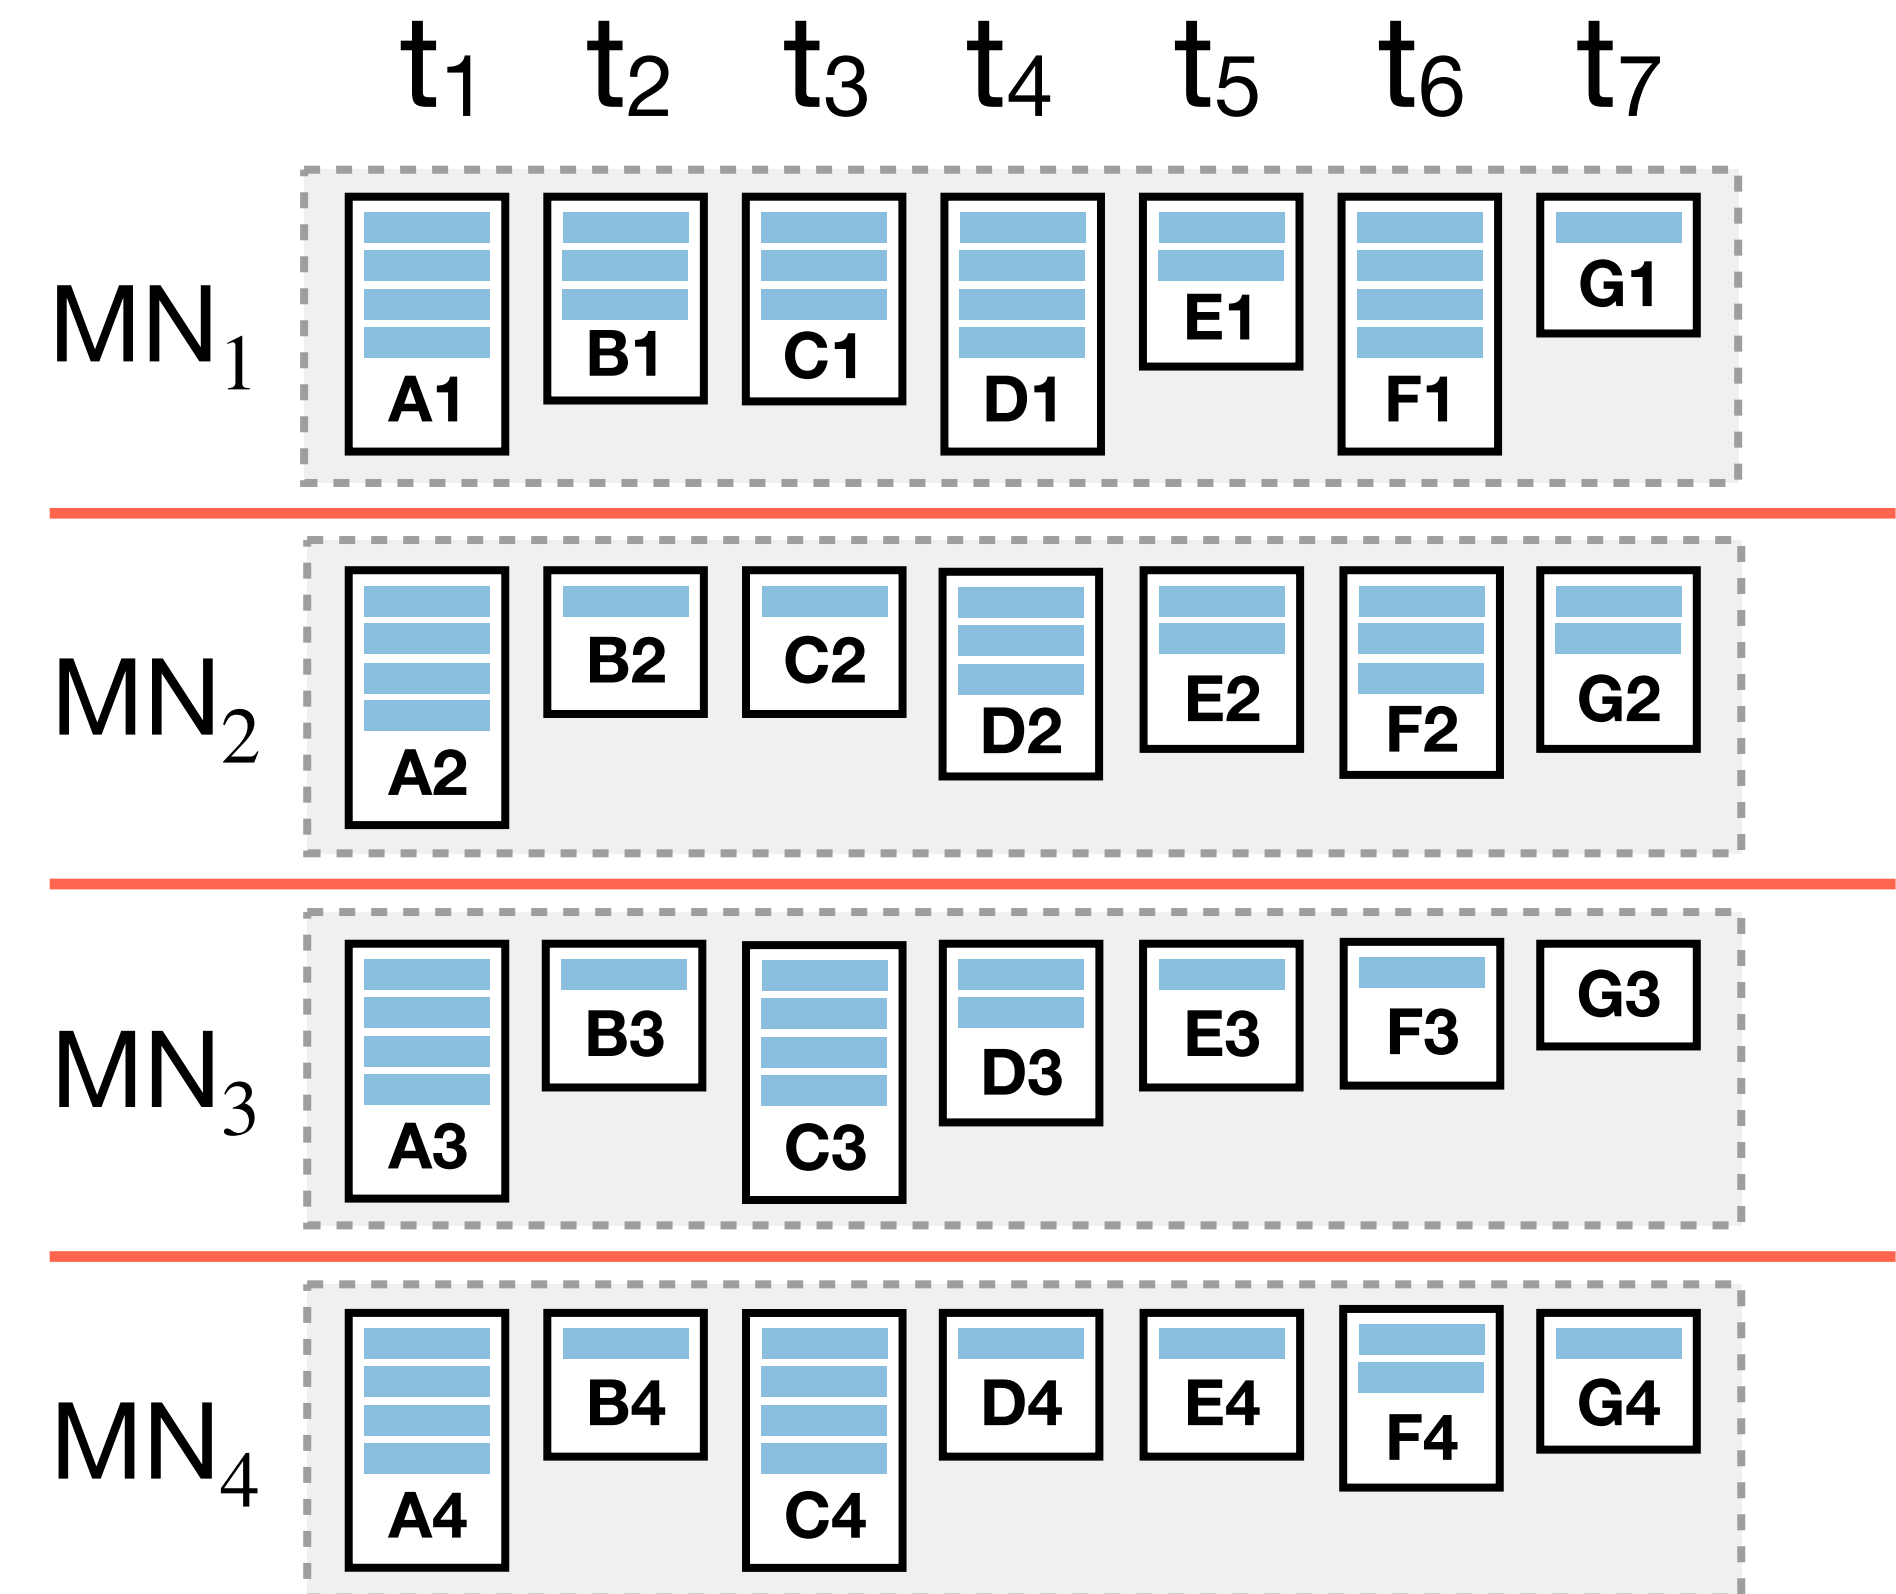 t1 t2 t3 t4 t5 t6 t7
MN1 A1 B1 C1 D1 E1 F1 G1
MN2 A2 B2 C2 D2 E2 F2 G2
MN3 A3 B3 C3 D3 E3 F3 G3
MN4 A4 B4 C4 D4 E4 F4 G4